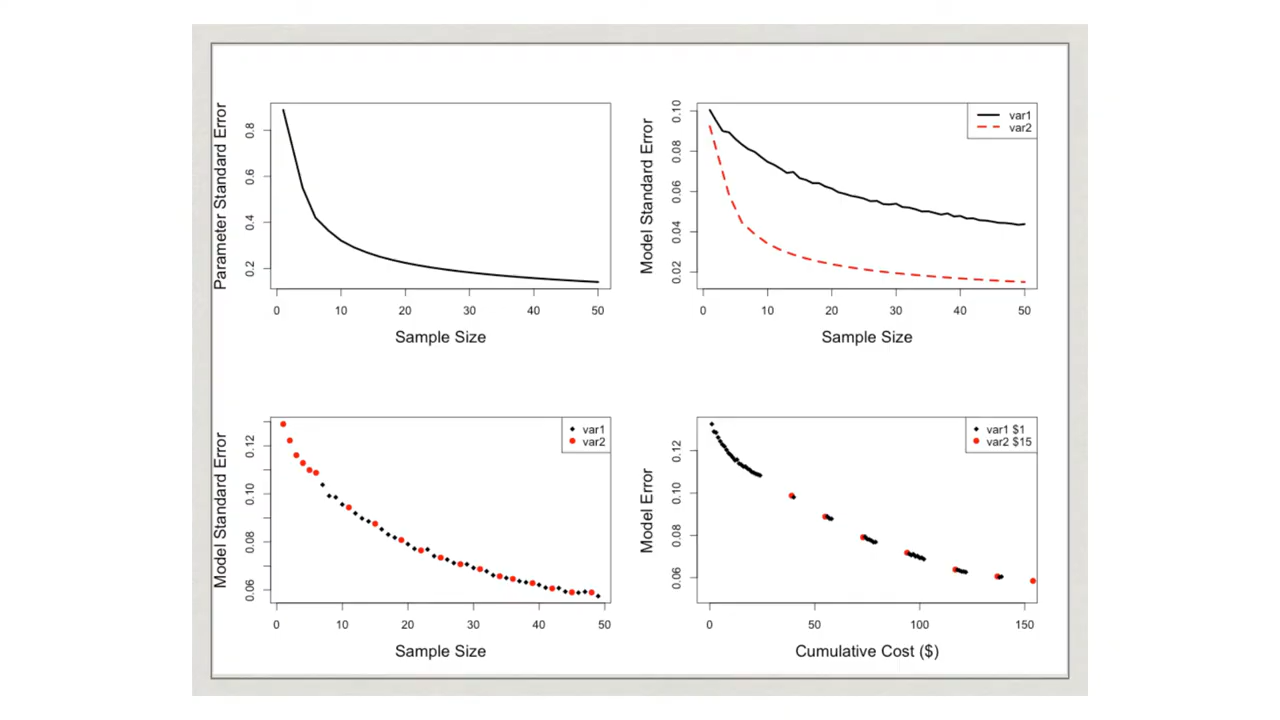 Parameter Standard Error
0.8
0.6
0.4
0.2
0 10 20 30 40 50
Sample Size
Model Standard Error
0.10
0.08
0.06
0.04
0.02
var1
var2
0 10 20 30 40 50
Sample Size
Model Standard Error
0.12
0.10
0.08
0.06
var1
var2
0 10 20 30 40 50
Sample Size
Model Error
0.12
0.10
0.08
0.06
var1 $1
var2 $15
0 50 100 150
Cumulative Cost ($)